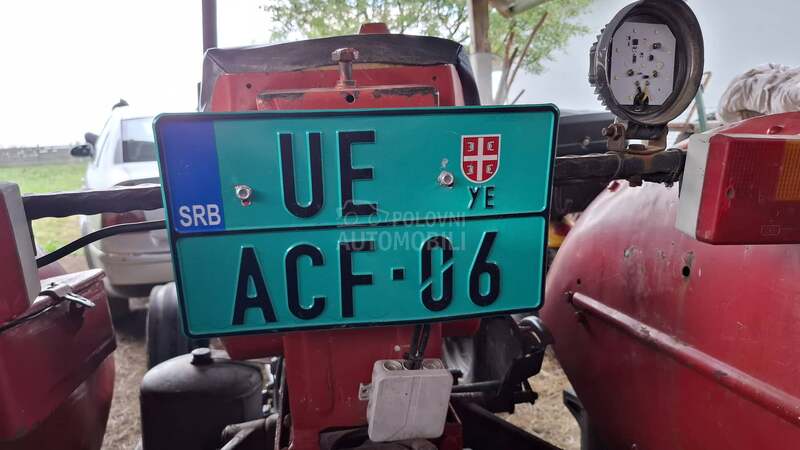 UE
SRB
УЕ
POLOVNI
AUTOMOBILI
ACF·06